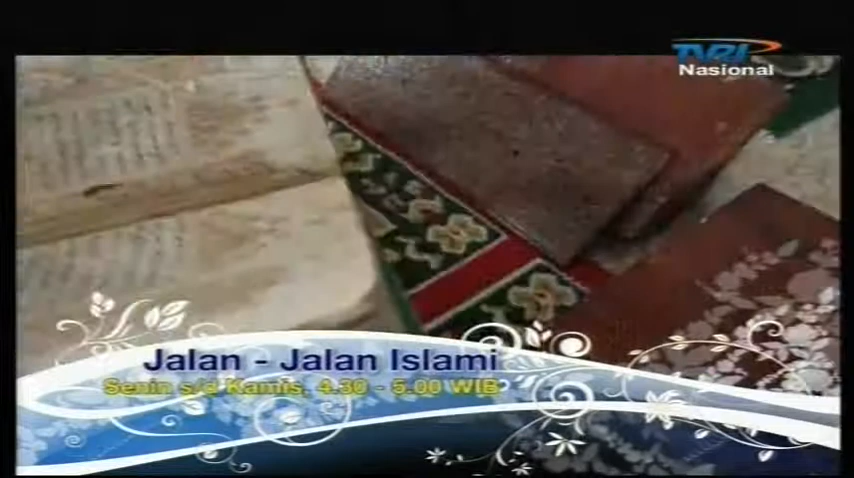 TVRI
Nasional
Jalan - Jalan Islami
Senin s/d Kamis, 4.30 - 5.00 WIB